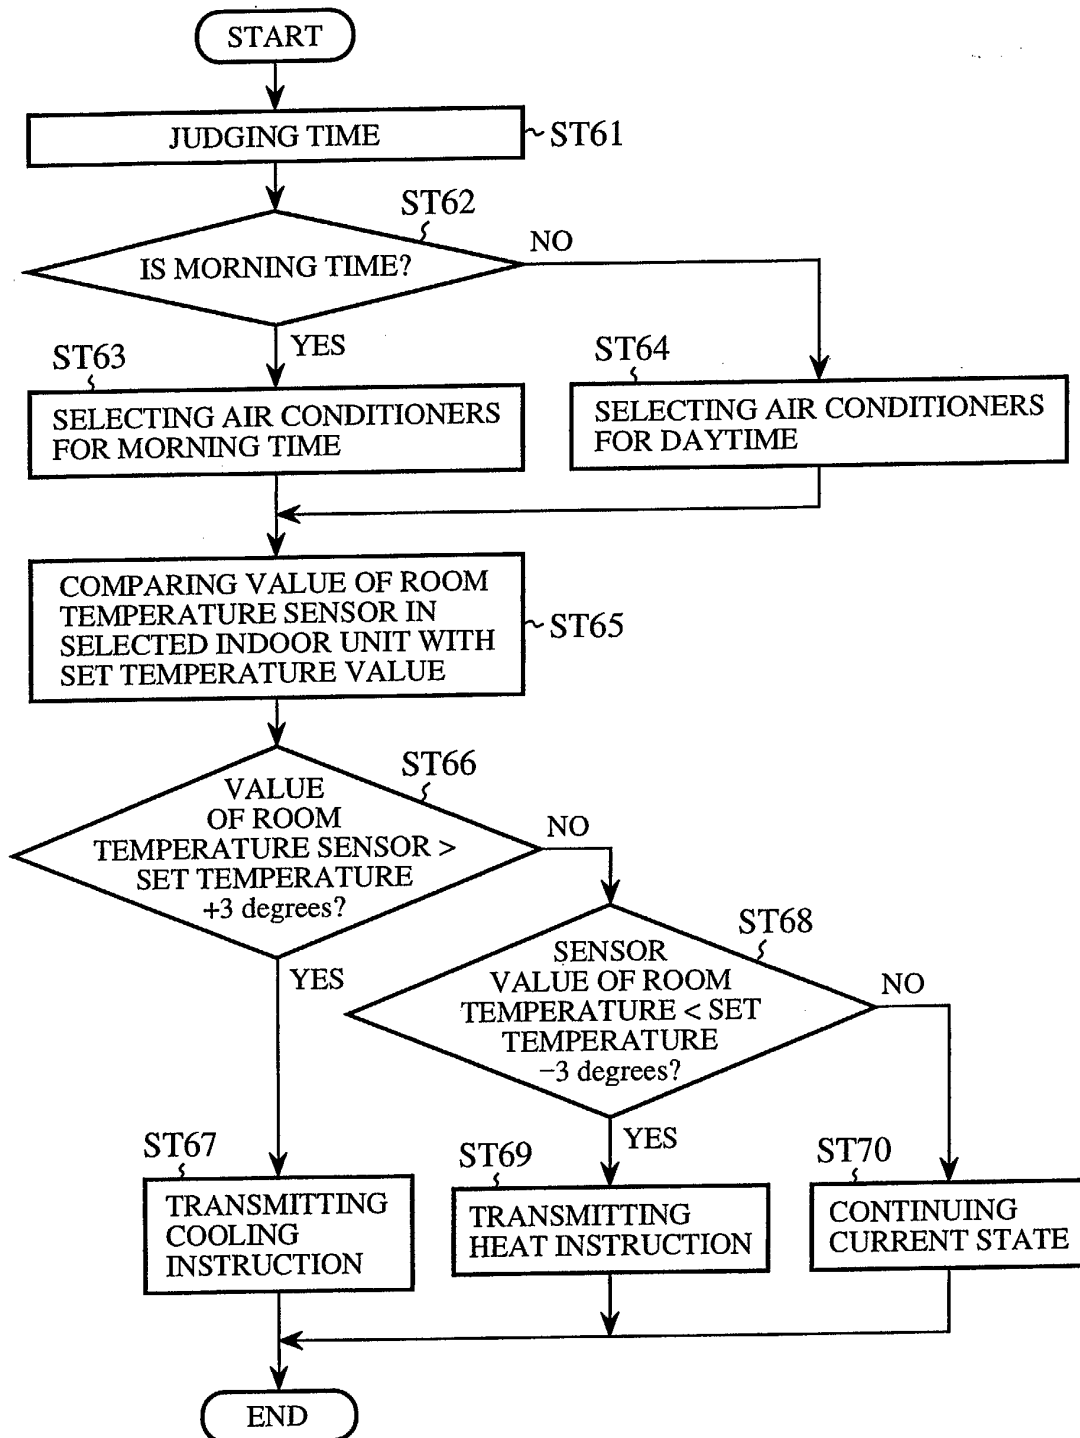 START
JUDGING TIME
ST61
ST62
IS MORNING TIME?
NO
YES
ST63
SELECTING AIR CONDITIONERS
FOR MORNING TIME
ST64
SELECTING AIR CONDITIONERS
FOR DAYTIME
COMPARING VALUE OF ROOM
TEMPERATURE SENSOR IN
SELECTED INDOOR UNIT WITH
SET TEMPERATURE VALUE
ST65
ST66
VALUE
OF ROOM
TEMPERATURE SENSOR >
SET TEMPERATURE
+3 degrees?
NO
YES
ST68
SENSOR
VALUE OF ROOM
TEMPERATURE < SET
TEMPERATURE
−3 degrees?
NO
YES
ST67
TRANSMITTING
COOLING
INSTRUCTION
ST69
TRANSMITTING
HEAT INSTRUCTION
ST70
CONTINUING
CURRENT STATE
END